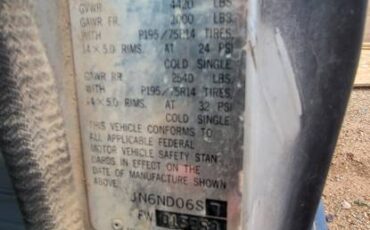 GVWR 4420 LBS
GAWR FR. 2000 LBS
WITH P195/75R14 TIRES
14 X 5.0 RIMS. AT 24 PSI
COLD SINGLE
GAWR RR. 2640 LBS
WITH P195/75R14 TIRES,
14 X 5.0 RIMS. AT 32 PSI
COLD SINGLE
THIS VEHICLE CONFORMS TO
ALL APPLICABLE FEDERAL
MOTOR VEHICLE SAFETY STAN
DARDS IN EFFECT ON THE
DATE OF MANUFACTURE SHOWN
ABOVE.
JN6ND06S